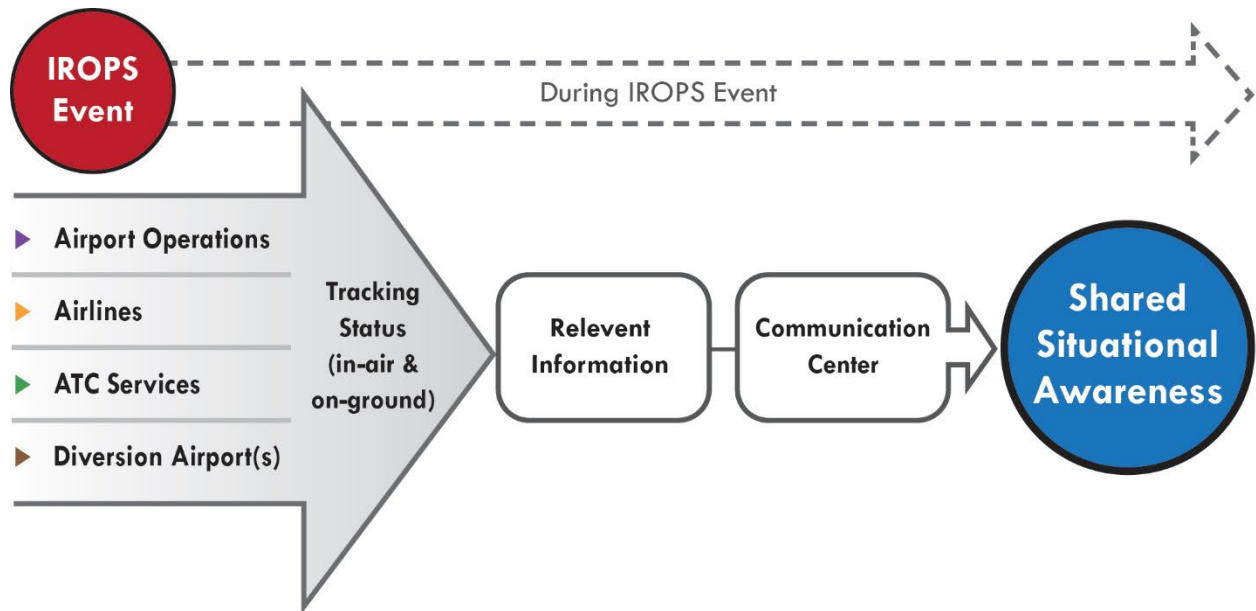 IROPS
Event
During IROPS Event
Airport Operations
Airlines
ATC Services
Diversion Airport(s)
Tracking
Status
(in-air &
on-ground)
Relevent
Information
Communication
Center
Shared
Situational
Awareness